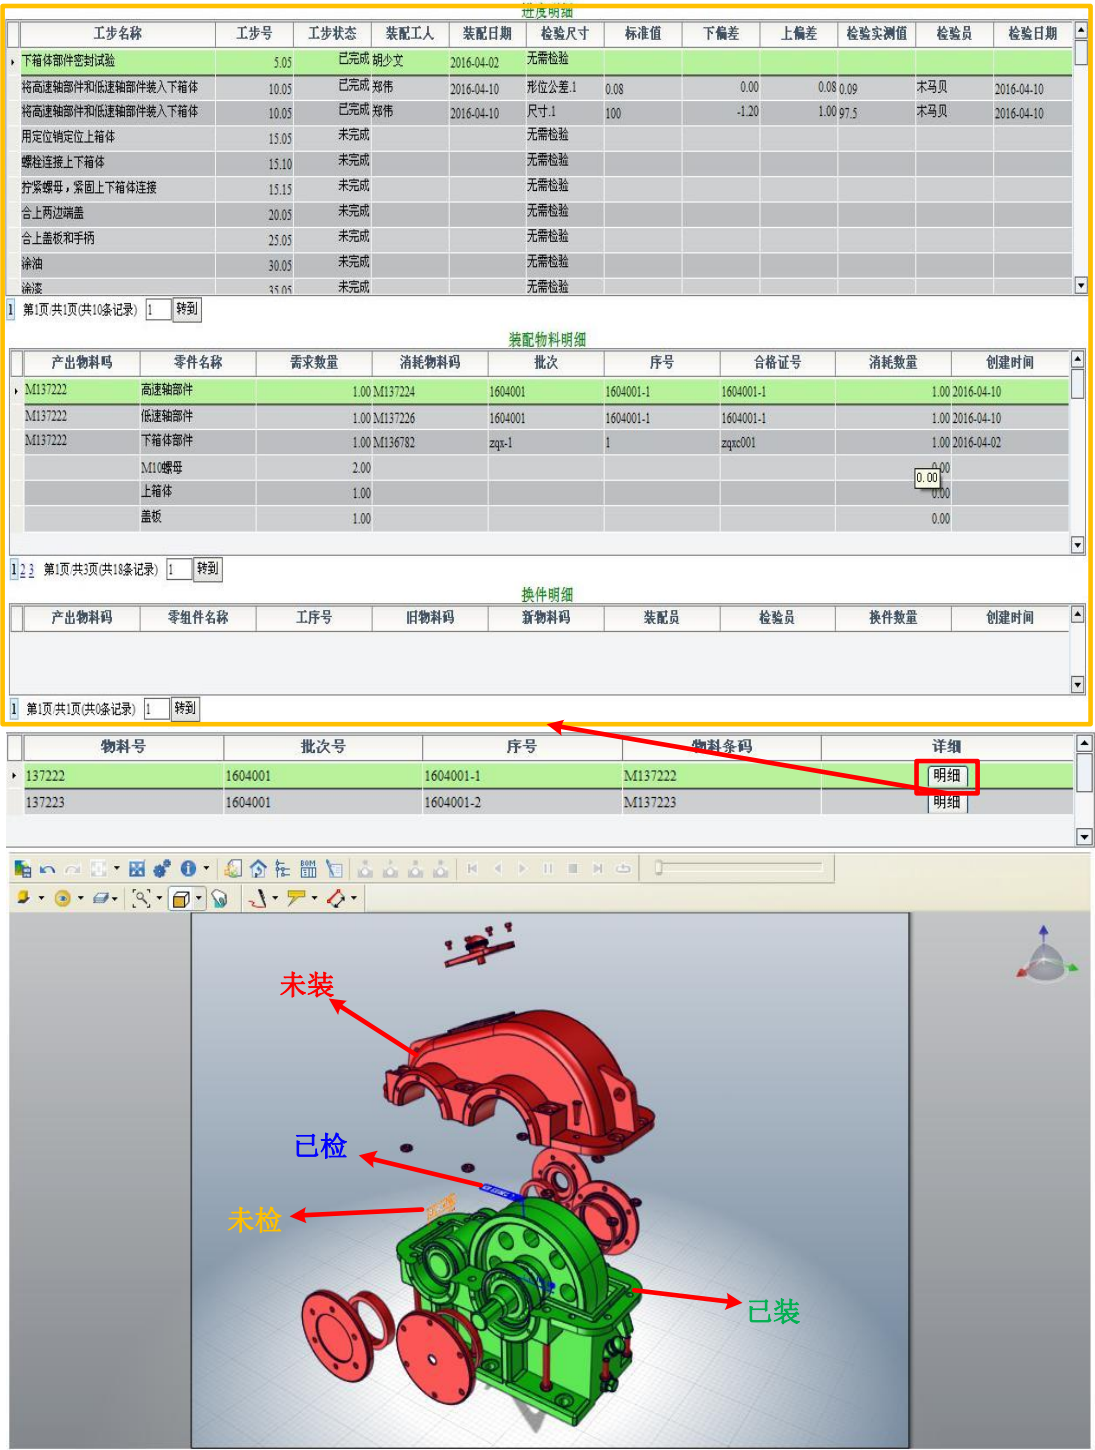 进度明细
工步名称 工步号 工步状态 装配工人 装配日期 检验尺寸 标准值 下偏差 上偏差 检验实测值 检验员 检验日期
下箱体部件密封试验 5.05 已完成 胡少文 2016-04-02 无需检验
将高速轴部件和低速轴部件装入下箱体 10.05 已完成 郑伟 2016-04-10 形位公差.1 0.08 0.00 0.08 0.09 木马贝 2016-04-10
将高速轴部件和低速轴部件装入下箱体 10.05 已完成 郑伟 2016-04-10 尺寸.1 100 -1.20 1.00 97.5 木马贝 2016-04-10
用定位销定位上箱体 15.05 未完成 无需检验
螺栓连接上下箱体 15.10 未完成 无需检验
拧紧螺母，紧固上下箱体连接 15.15 未完成 无需检验
合上两边端盖 20.05 未完成 无需检验
合上盖板和手柄 25.05 未完成 无需检验
涂油 30.05 未完成 无需检验
涂漆 35.05 未完成 无需检验
1 第1页/共1页(共10条记录) 1 转到
装配物料明细
产出物料吗 零件名称 需求数量 消耗物料码 批次 序号 合格证号 消耗数量 创建时间
M137222 高速轴部件 1.00 M137224 1604001 1604001-1 1604001-1 1.00 2016-04-10
M137222 低速轴部件 1.00 M137226 1604001 1604001-1 1604001-1 1.00 2016-04-10
M137222 下箱体部件 1.00 M136782 zqx-1 1 zqxc001 1.00 2016-04-02
M10螺母 2.00 0.00
0.00
上箱体 1.00 0.00
盖板 1.00 0.00
1 2 3 第1页/共3页(共18条记录) 1 转到
换件明细
产出物料码 零组件名称 工序号 旧物料码 新物料码 装配员 检验员 换件数量 创建时间
1 第1页/共1页(共0条记录) 1 转到
物料号 批次号 序号 物料条码 详细
137222 1604001 1604001-1 M137222 明细
137223 1604001 1604001-2 M137223 明细
BOM
未装
已检
未检
已装